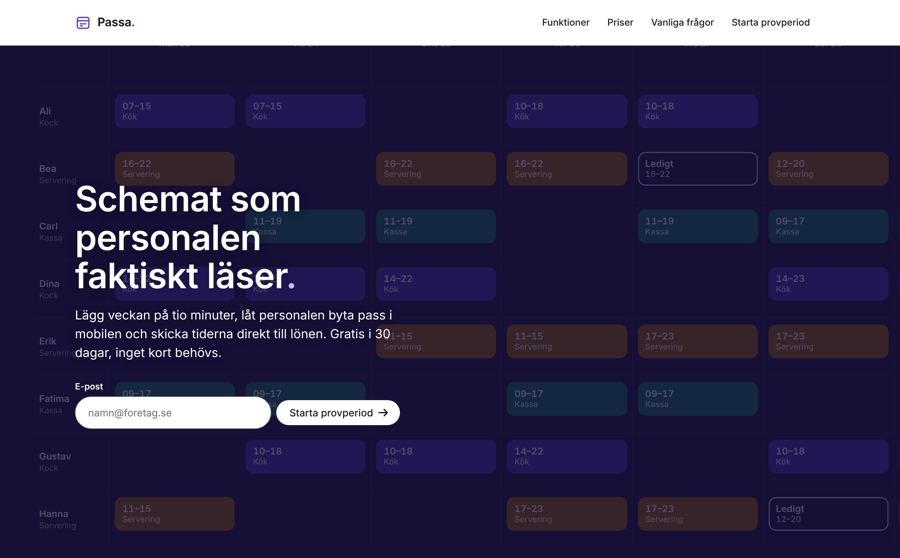 Passa.
Funktioner
Priser
Vanliga frågor
Starta provperiod
Ali
Kock
07–15
Kök
07–15
Kök
10–18
Kök
10–18
Kök
Bea
Servering
16–22
Servering
16–22
Servering
16–22
Servering
Ledigt
16–22
12–20
Servering
Schemat som
personalen
faktiskt läser.
Carl
Kassa
11–19
Kassa
11–19
Kassa
11–19
Kassa
09–17
Kassa
Dina
Kock
Kök
14–22
Kök
14–23
Kök
Lägg veckan på tio minuter, låt personalen byta pass i
mobilen och skicka tiderna direkt till lönen. Gratis i 30
dagar, inget kort behövs.
Erik
Servering
11–15
Servering
11–15
Servering
17–23
Servering
17–23
Servering
E-post
namn@foretag.se
Starta provperiod
Fatima
Kassa
09–17
09–17
09–17
Kassa
09–17
Kassa
Gustav
Kock
10–18
Kök
10–18
Kök
14–22
Kök
10–18
Kök
Hanna
Servering
11–15
Servering
17–23
Servering
17–23
Servering
Ledigt
12–20